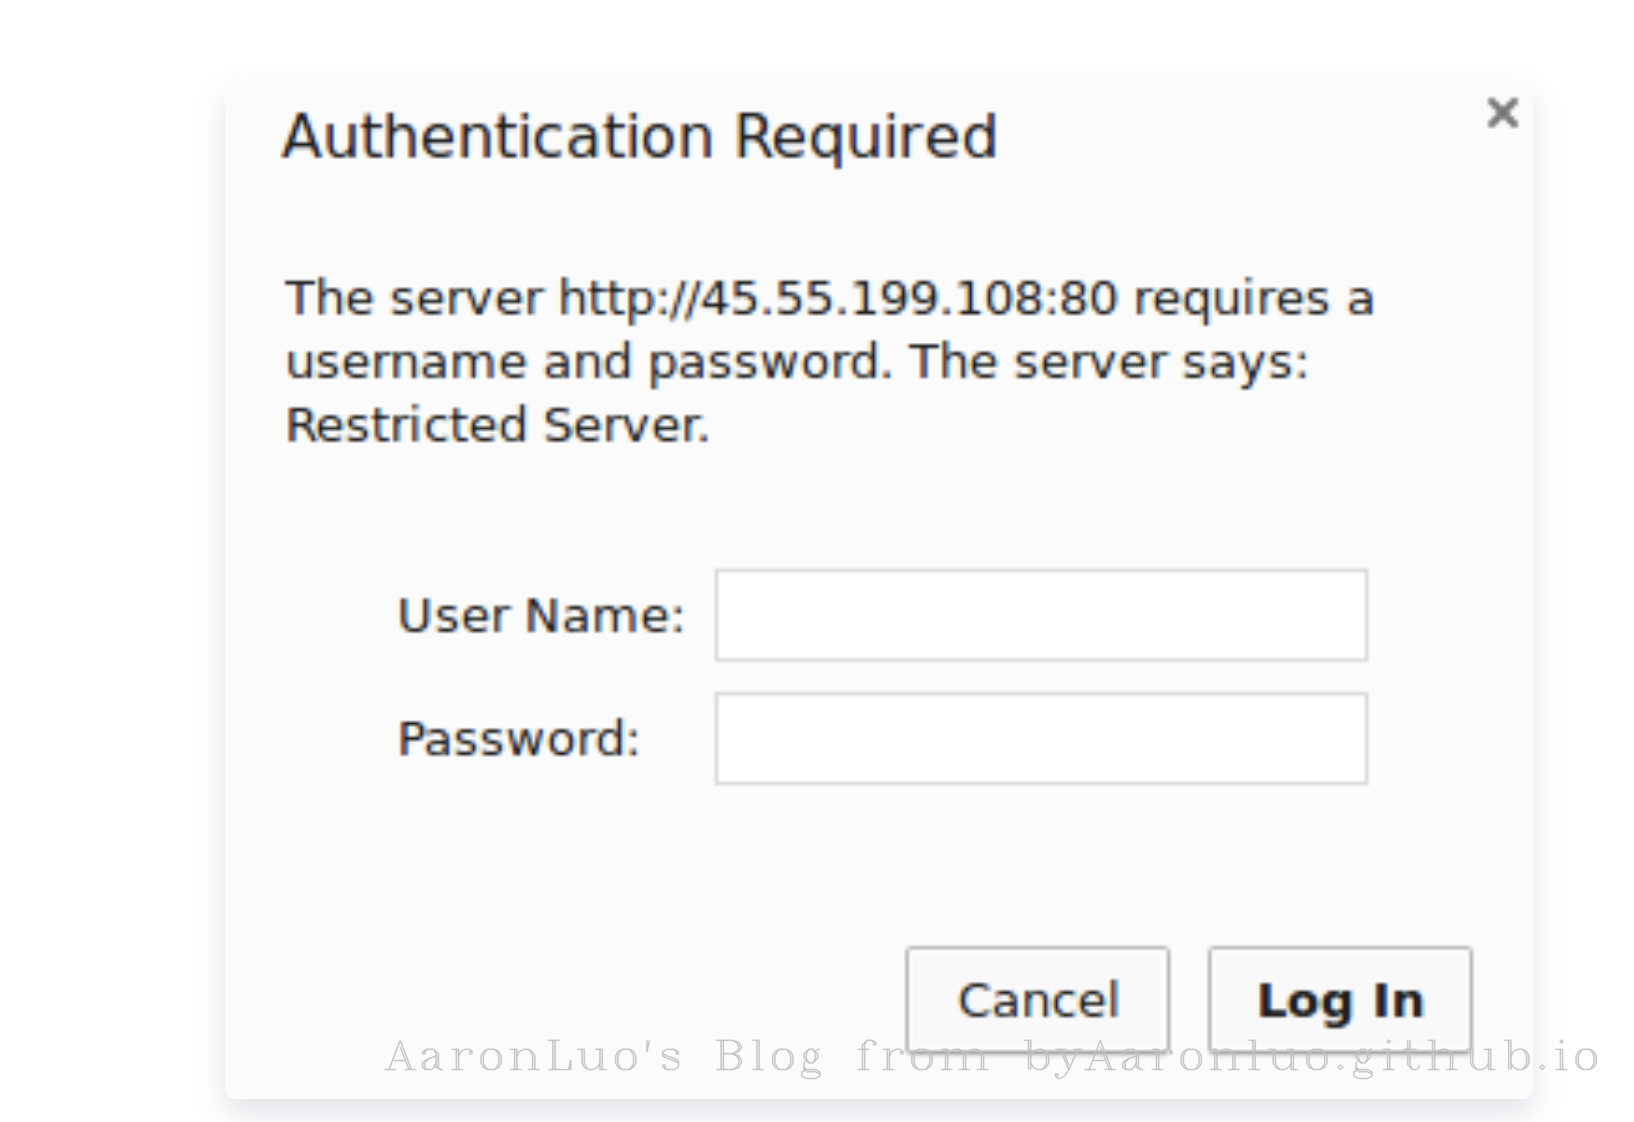 Authentication Required
×
The server http://45.55.199.108:80 requires a
username and password. The server says:
Restricted Server.
User Name:
Password:
Cancel Log In
AaronLuo's Blog from byAaronluo.github.io